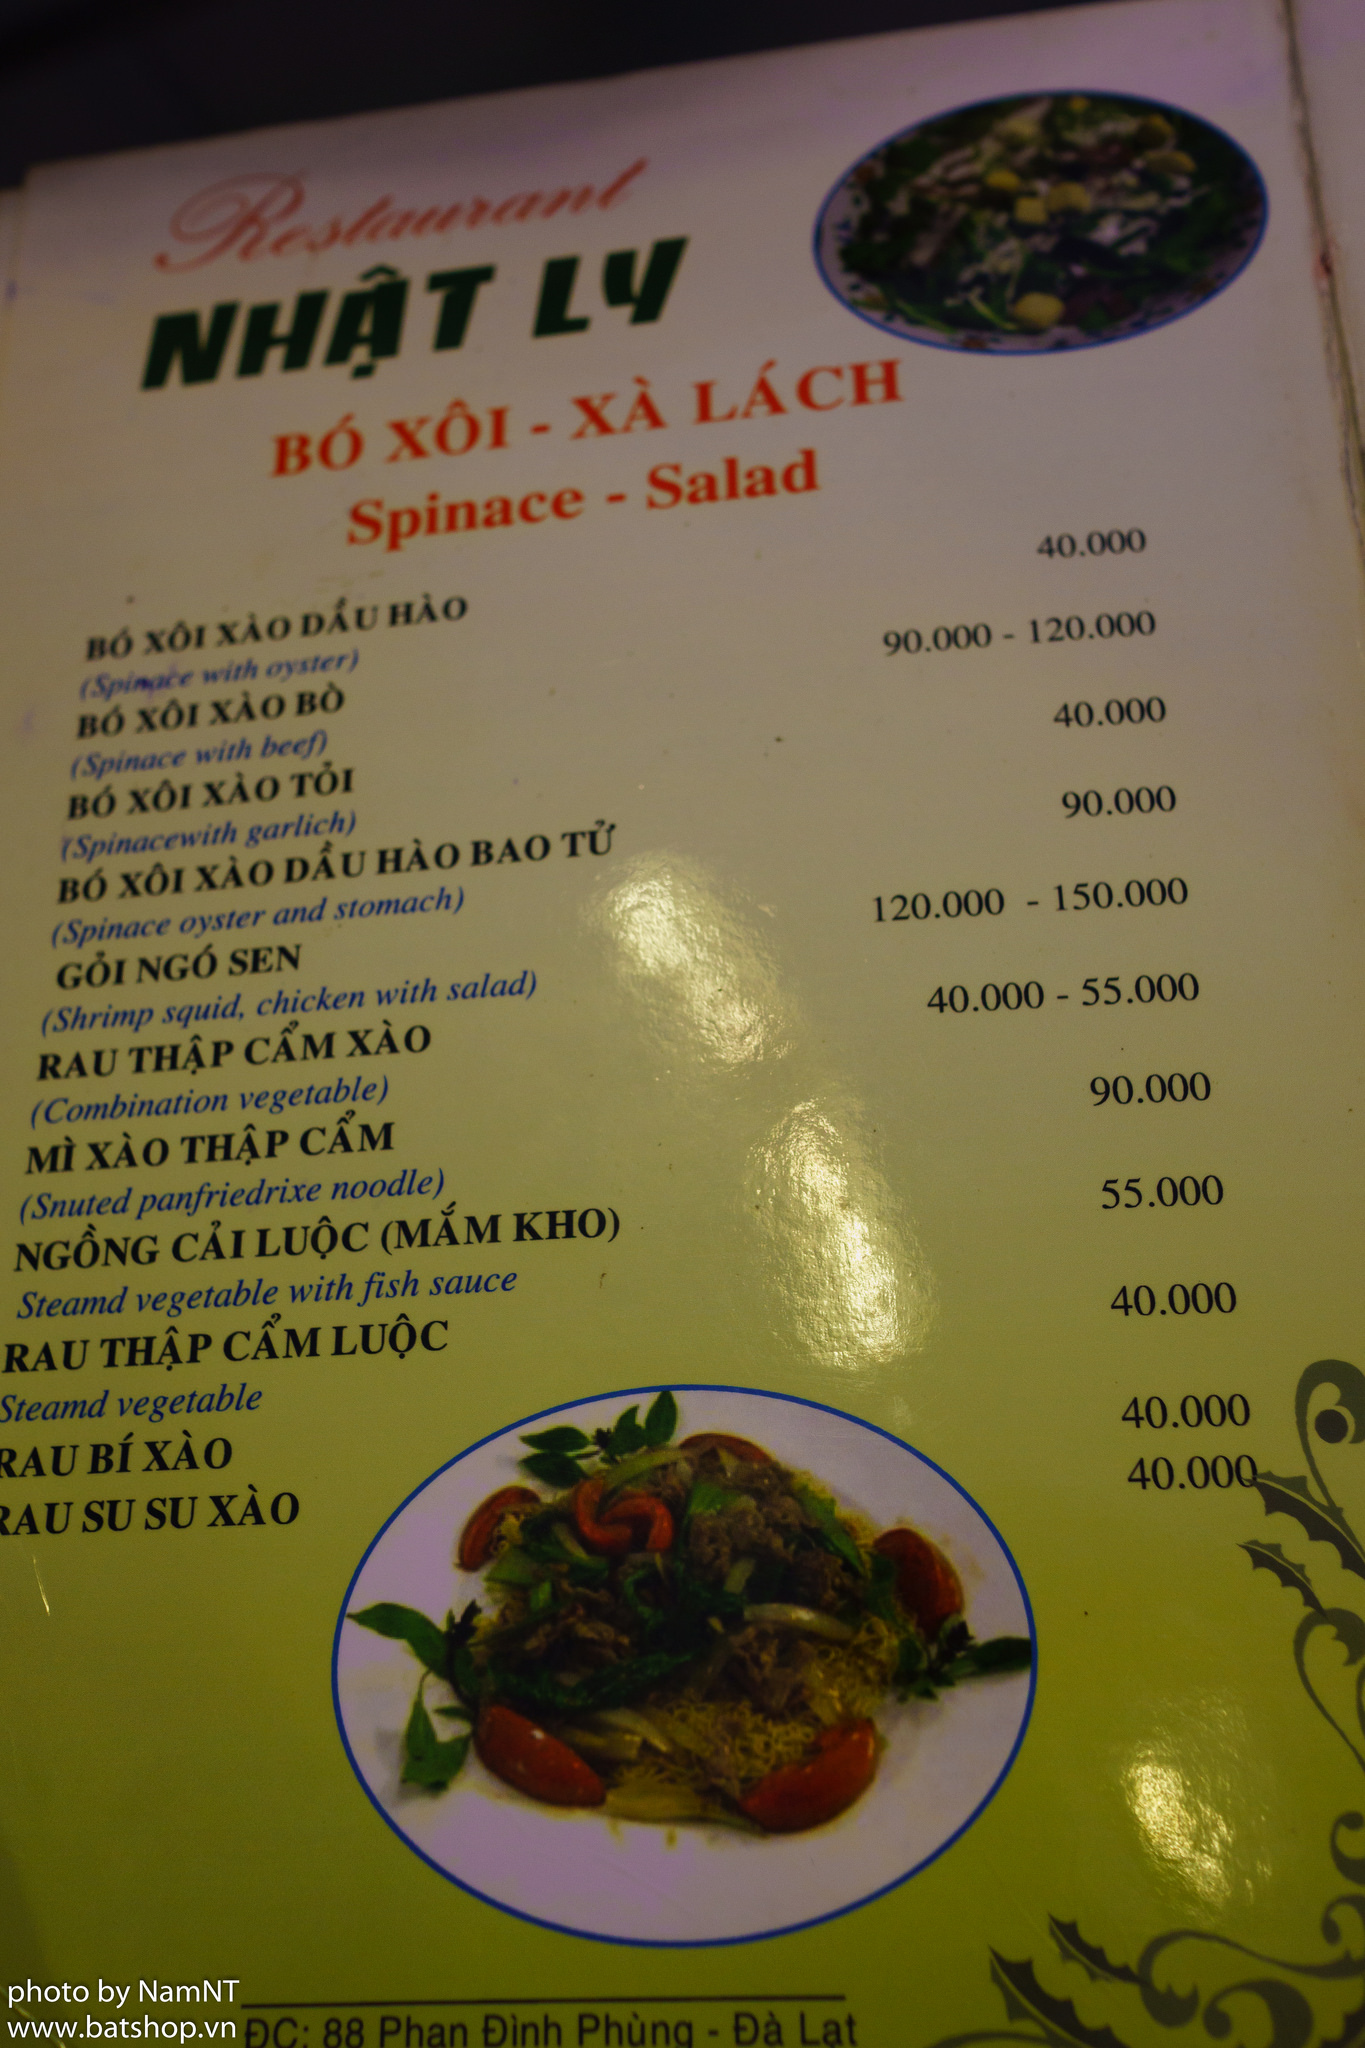 Restaurant
NHẬT LY
BÓ XÔI - XÀ LÁCH
Spinace - Salad
BÓ XÔI XÀO DẦU HÀO 40.000
(Spinace with oyster)
BÓ XÔI XÀO BÒ 90.000 - 120.000
(Spinace with beef)
BÓ XÔI XÀO TỎI 40.000
(Spinacewith garlich)
BÓ XÔI XÀO DẦU HÀO BAO TỬ 90.000
(Spinace oyster and stomach)
GỎI NGÓ SEN 120.000 - 150.000
(Shrimp squid, chicken with salad)
RAU THẬP CẨM XÀO 40.000 - 55.000
(Combination vegetable)
MÌ XÀO THẬP CẨM 90.000
(Snuted panfriedrixe noodle)
NGỒNG CẢI LUỘC (MẮM KHO) 55.000
Steamd vegetable with fish sauce
RAU THẬP CẨM LUỘC 40.000
Steamd vegetable
RAU BÍ XÀO 40.000
RAU SU SU XÀO 40.000
photo by NamNT
www.batshop.vn
ĐC: 88 Phan Đình Phùng - Đà Lạt